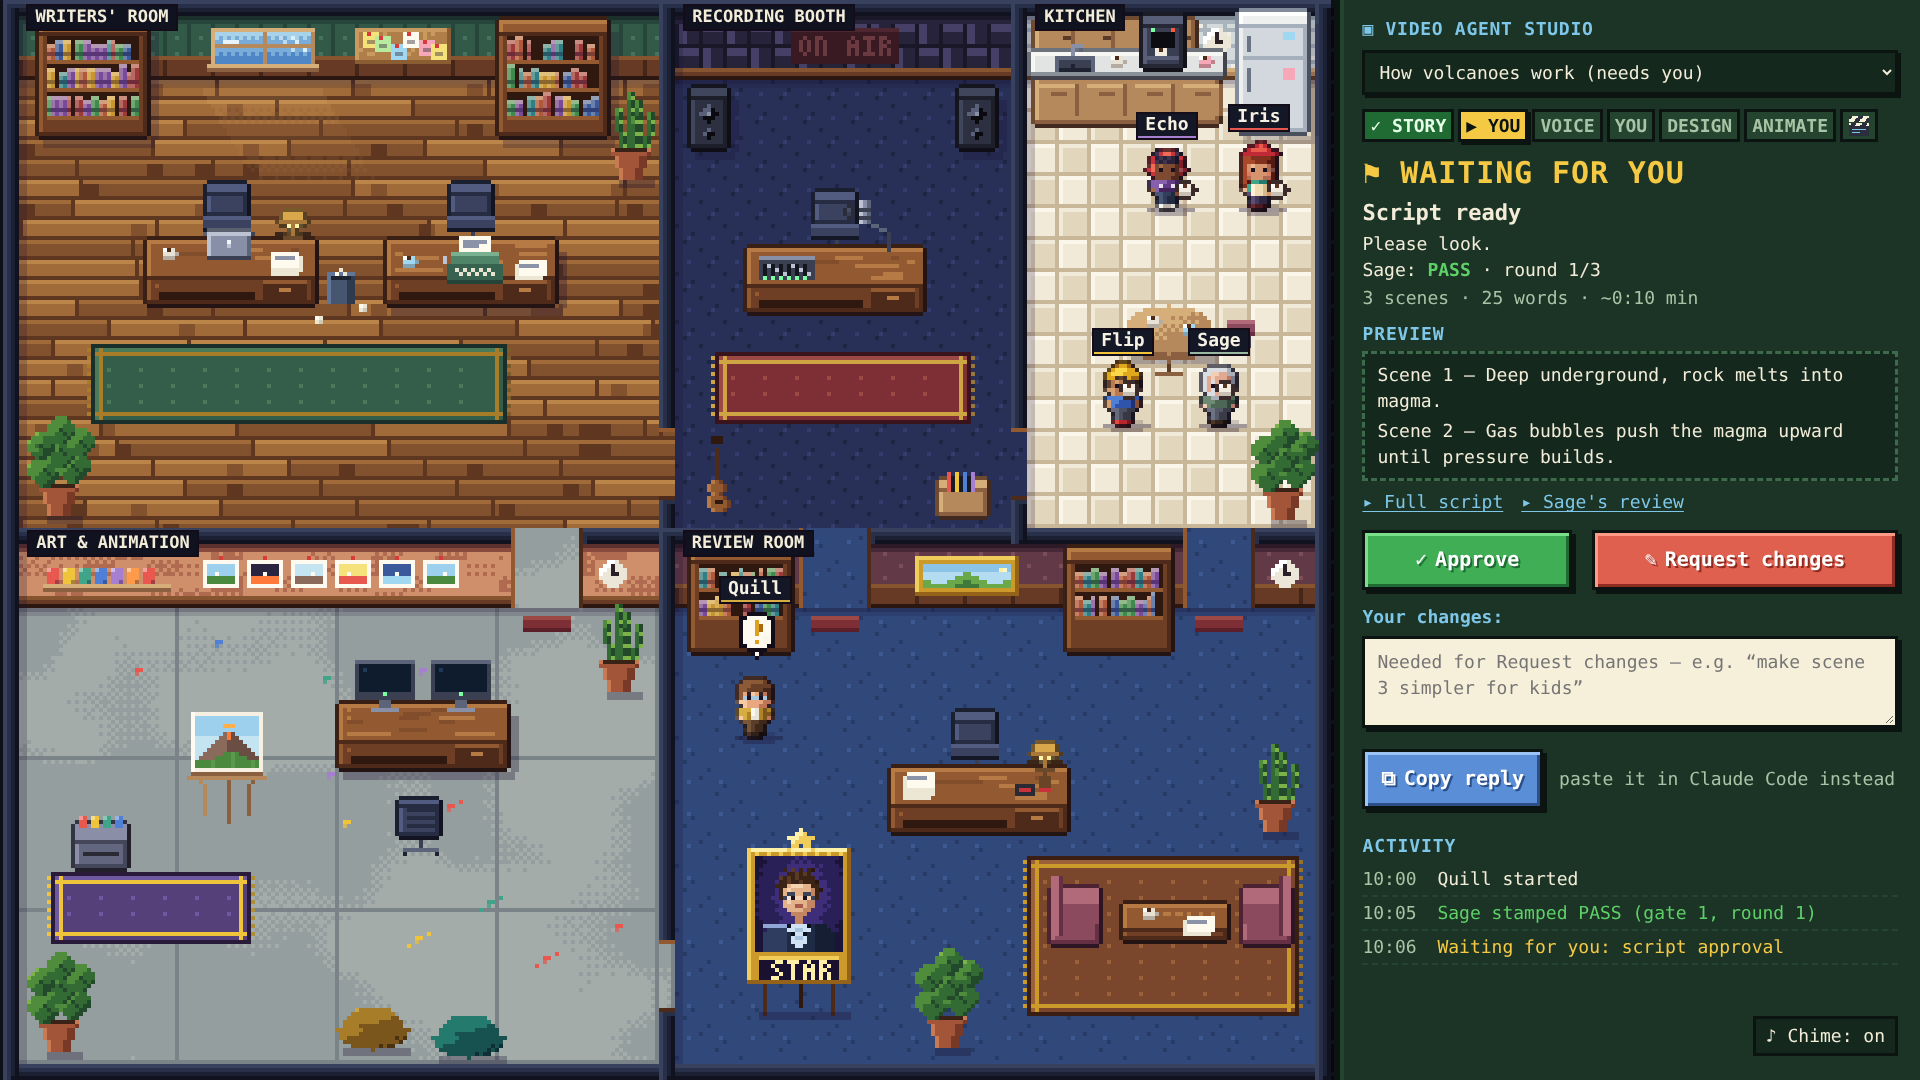 WRITERS' ROOM
RECORDING BOOTH
ON AIR
KITCHEN
Echo
Iris
Flip
Sage
ART & ANIMATION
REVIEW ROOM
Quill
!
STAR
▣ VIDEO AGENT STUDIO
How volcanoes work (needs you)
✓ STORY ▶ YOU VOICE YOU DESIGN ANIMATE 🎬
⚑ WAITING FOR YOU
Script ready
Please look.
Sage: PASS · round 1/3
3 scenes · 25 words · ~0:10 min
PREVIEW
Scene 1 — Deep underground, rock melts into
magma.
Scene 2 — Gas bubbles push the magma upward
until pressure builds.
▸ Full script ▸ Sage's review
✓ Approve
✎ Request changes
Your changes:
Needed for Request changes — e.g. “make scene
3 simpler for kids”
⧉ Copy reply
paste it in Claude Code instead
ACTIVITY
10:00 Quill started
10:05 Sage stamped PASS (gate 1, round 1)
10:06 Waiting for you: script approval
♪ Chime: on